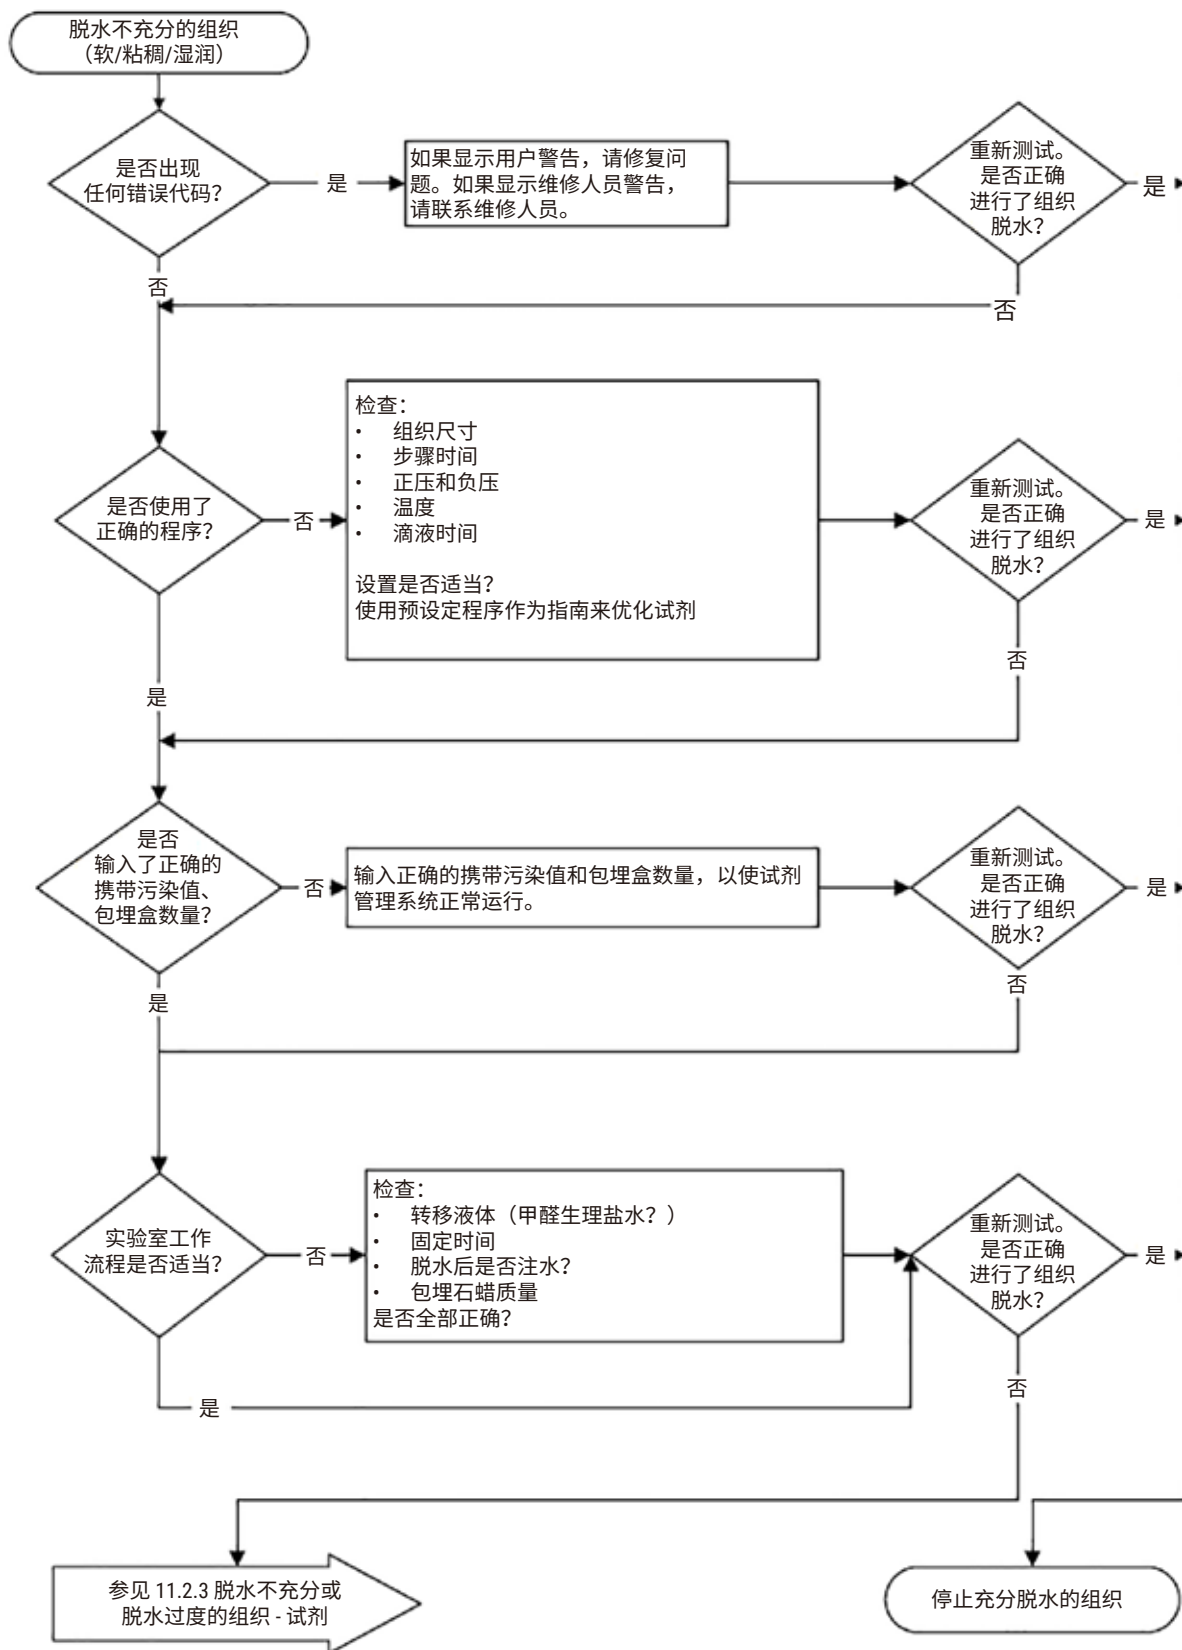 脱水不充分的组织
（软/粘稠/湿润）
是否出现
任何错误代码？
是
如果显示用户警告，请修复问
题。如果显示维修人员警告，
请联系维修人员。
重新测试。
是否正确
进行了组织
脱水？
是
否
否
是否使用了
正确的程序？
否
检查：
• 组织尺寸
• 步骤时间
• 正压和负压
• 温度
• 滴液时间
设置是否适当？
使用预设定程序作为指南来优化试剂
重新测试。
是否正确
进行了组织
脱水？
是
否
是
是否
输入了正确的
携带污染值、
包埋盒数量？
否
输入正确的携带污染值和包埋盒数量，以使试剂
管理系统正常运行。
重新测试。
是否正确
进行了组织
脱水？
是
否
是
实验室工作
流程是否适当？
否
检查：
• 转移液体（甲醛生理盐水？）
• 固定时间
• 脱水后是否注水？
• 包埋石蜡质量
是否全部正确？
重新测试。
是否正确
进行了组织
脱水？
是
否
是
参见 11.2.3 脱水不充分或
脱水过度的组织 - 试剂
停止充分脱水的组织